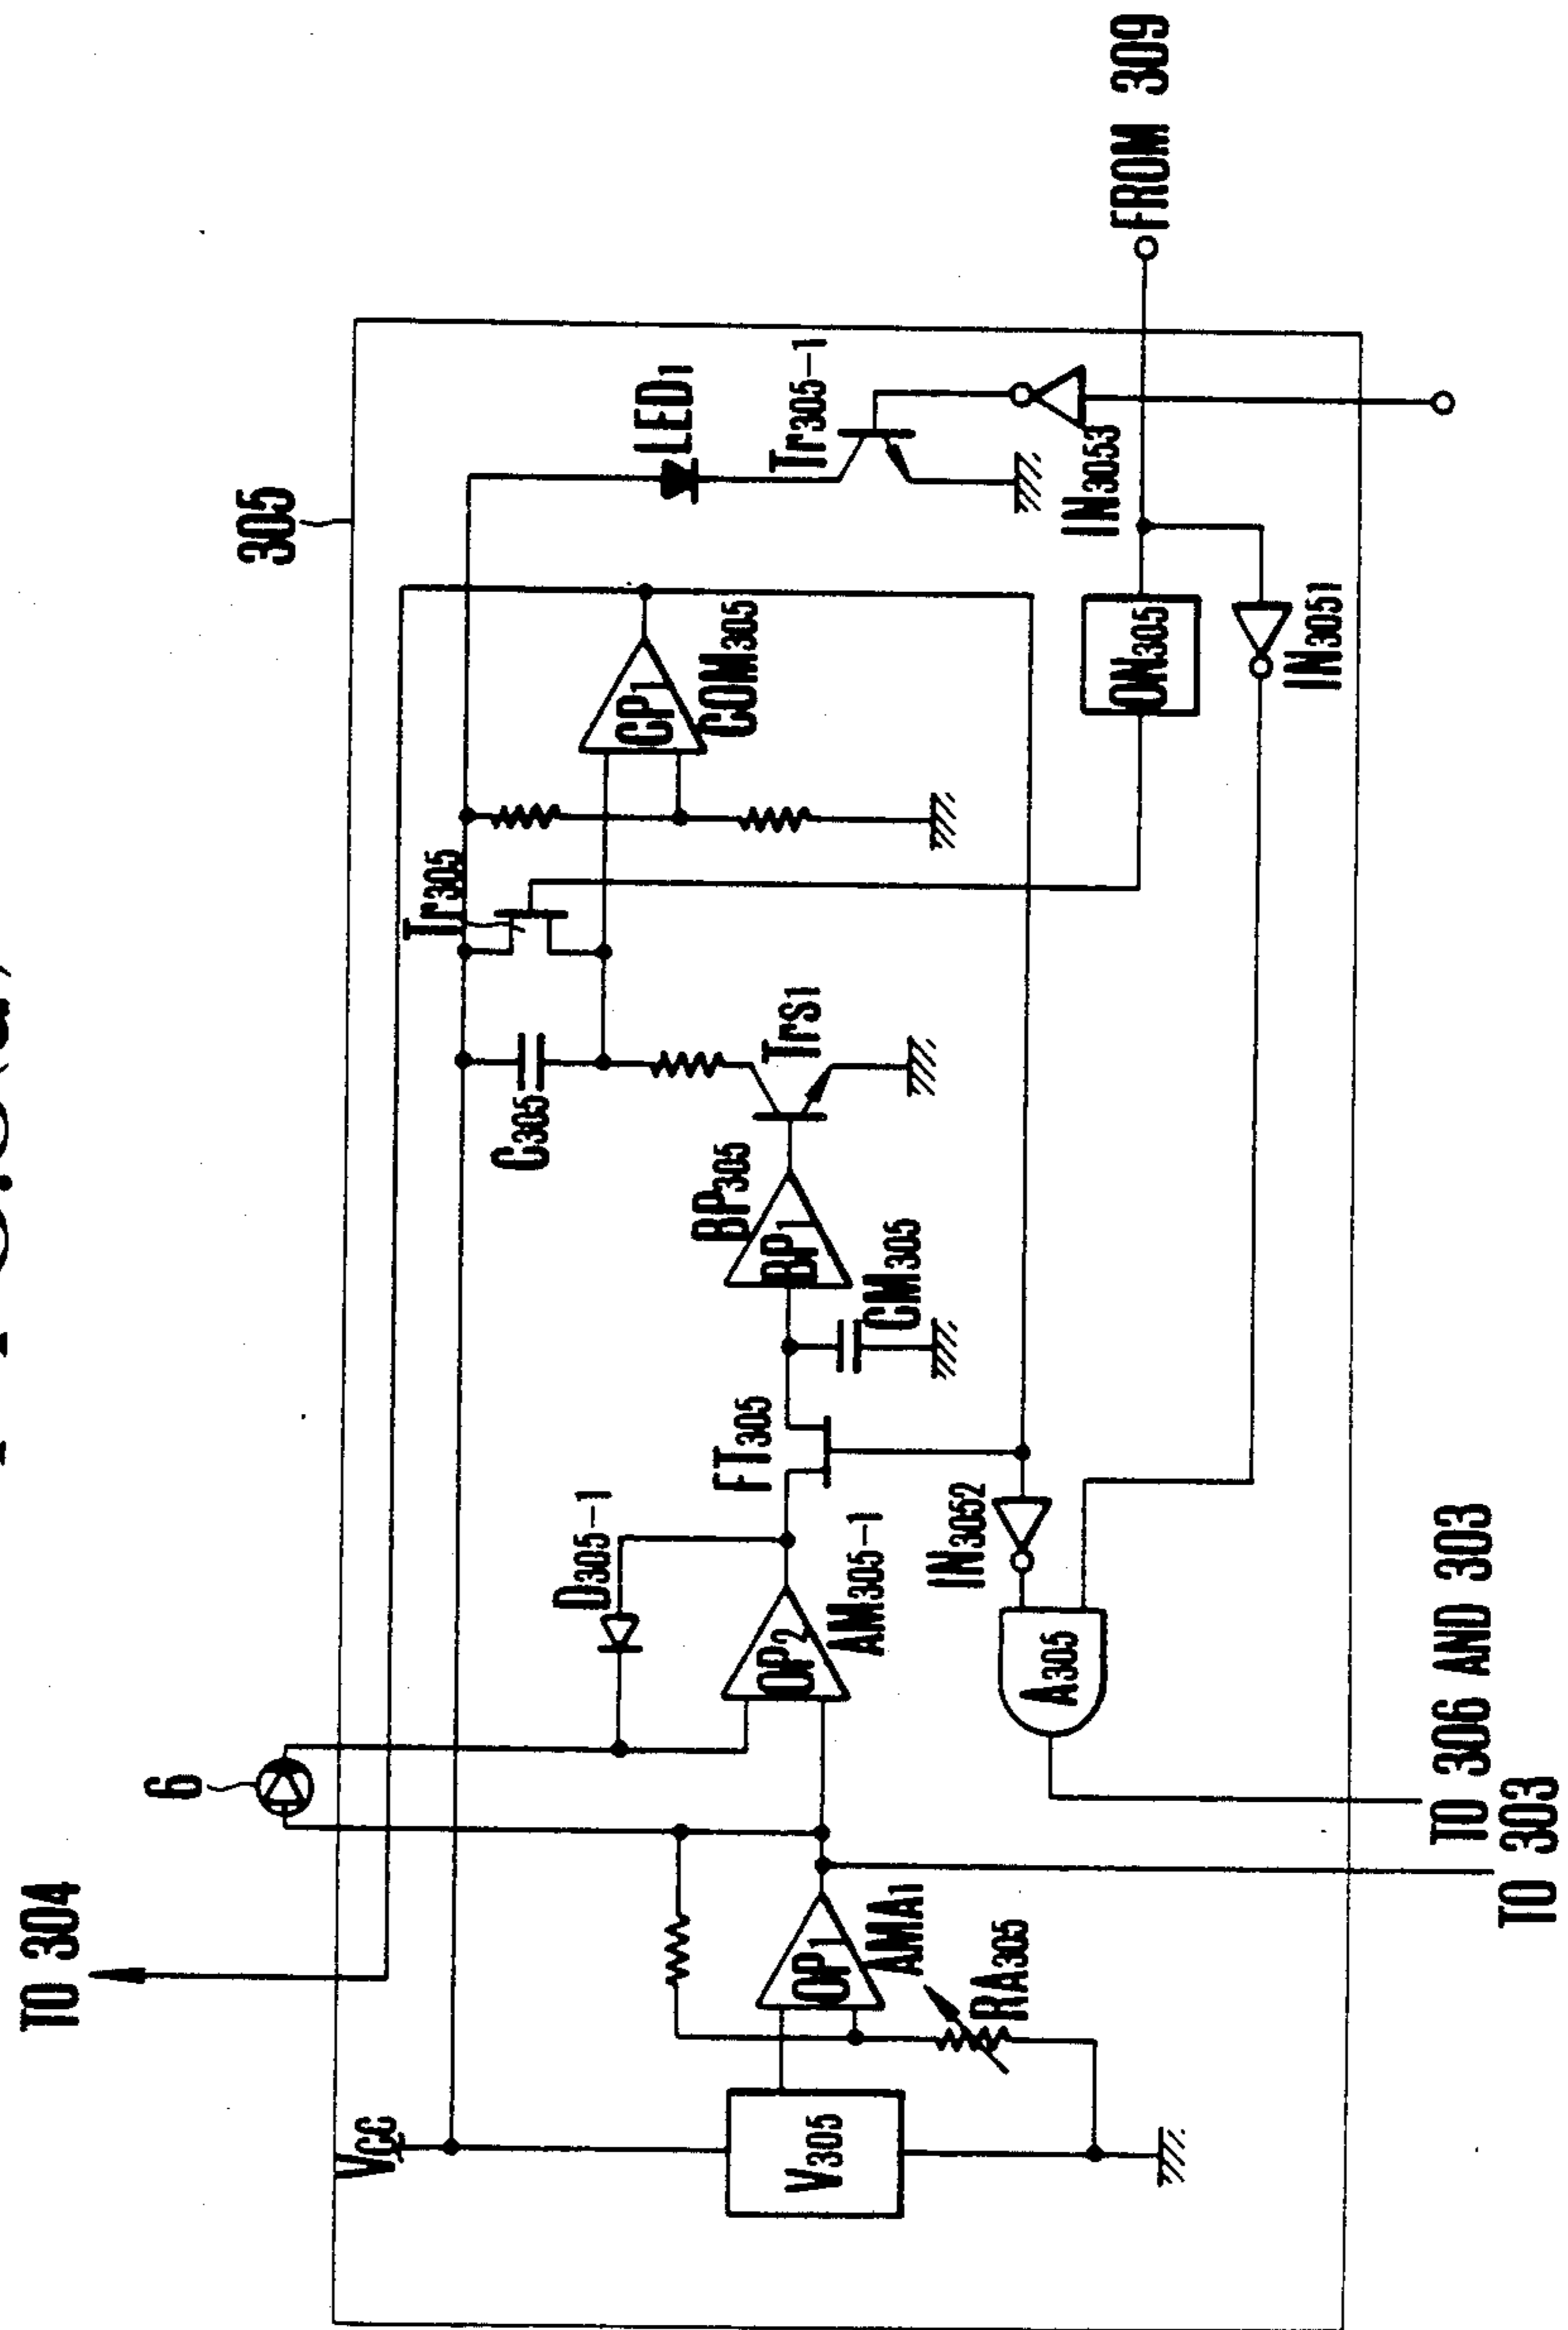 TO 304
6
305
VCC
V305
OP1
AMA1
RA305
D305-1
OP2
AM305-1
FT305
CM305
BP1
BP305
TrS1
C305
Tr305
CP1
COM305
LED1
Tr305-1
IN3053
ON305
IN3051
IN3052
A305
FROM 309
TO 306 AND 303
TO 303